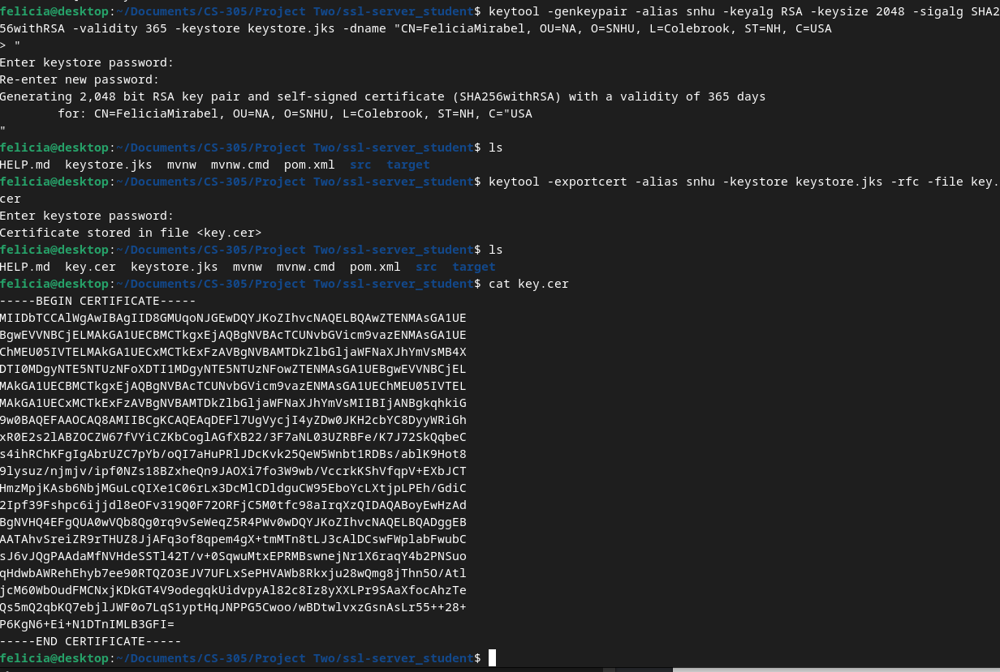 felicia@desktop:~/Documents/CS-305/Project Two/ssl-server_student$ keytool -genkeypair -alias snhu -keyalg RSA -keysize 2048 -sigalg SHA2
56withRSA -validity 365 -keystore keystore.jks -dname "CN=FeliciaMirabel, OU=NA, O=SNHU, L=Colebrook, ST=NH, C=USA
> "
Enter keystore password:
Re-enter new password:
Generating 2,048 bit RSA key pair and self-signed certificate (SHA256withRSA) with a validity of 365 days
        for: CN=FeliciaMirabel, OU=NA, O=SNHU, L=Colebrook, ST=NH, C="USA
"
felicia@desktop:~/Documents/CS-305/Project Two/ssl-server_student$ ls
HELP.md  keystore.jks  mvnw  mvnw.cmd  pom.xml  src  target
felicia@desktop:~/Documents/CS-305/Project Two/ssl-server_student$ keytool -exportcert -alias snhu -keystore keystore.jks -rfc -file key.
cer
Enter keystore password:
Certificate stored in file <key.cer>
felicia@desktop:~/Documents/CS-305/Project Two/ssl-server_student$ ls
HELP.md  key.cer  keystore.jks  mvnw  mvnw.cmd  pom.xml  src  target
felicia@desktop:~/Documents/CS-305/Project Two/ssl-server_student$ cat key.cer
-----BEGIN CERTIFICATE-----
MIIDbTCCAlWgAwIBAgIID8GMUqoNJGEwDQYJKoZIhvcNAQELBQAwZTENMAsGA1UE
BgwEVVNBCjELMAkGA1UECBMCTkgxEjAQBgNVBAcTCUNvbGVicm9vazENMAsGA1UE
ChMEU05IVTELMAkGA1UECxMCTkExFzAVBgNVBAMTDkZlbGljaWFNaXJhYmVsMB4X
DTI0MDgyNTE5NTUzNFoXDTI1MDgyNTE5NTUzNFowZTENMAsGA1UEBgwEVVNBCjEL
MAkGA1UECBMCTkgxEjAQBgNVBAcTCUNvbGVicm9vazENMAsGA1UEChMEU05IVTEL
MAkGA1UECxMCTkExFzAVBgNVBAMTDkZlbGljaWFNaXJhYmVsMIIBIjANBgkqhkiG
9w0BAQEFAAOCAQ8AMIIBCgKCAQEAqDEFl7UgVycjI4yZDw0JKH2cbYC8DyyWRiGh
xR0E2s2lABZOCZW67fVYiCZKbCoglAGfXB22/3F7aNL03UZRBFe/K7J72SkQqbeC
s4ihRChKFgIgAbrUZC7pYb/oQI7aHuPRlJDcKvk25QeW5Wnbt1RDBs/ablK9Hot8
9lysuz/njmjv/ipf0NZs18BZxheQn9JAOXi7fo3W9wb/VccrkKShVfqpV+EXbJCT
HmzMpjKAsb6NbjMGuLcQIXe1C06rLx3DcMlCDldguCW95EboYcLXtjpLPEh/GdiC
2Ipf39Fshpc6ijjdl8eOFv319Q0F72ORFjC5M0tfc98aIrqXzQIDAQABoyEwHzAd
BgNVHQ4EFgQUA0wVQb8Qg0rq9vSeWeqZ5R4PWv0wDQYJKoZIhvcNAQELBQADggEB
AATAhvSreiZR9rTHUZ8JjAFq3of8qpem4gX+tmMTn8tLJ3cAlDCswFWplabFwubC
sJ6vJQgPAAdaMfNVHdeSSTl42T/v+0SqwuMtxEPRMBswnejNr1X6raqY4b2PNSuo
qHdwbAWRehEhyb7ee90RTQZO3EJV7UFLxSePHVAWb8Rkxju28wQmg8jThn5O/Atl
jcM60WbOudFMCNxjKDkGT4V9odegqkUidvpyAl82c8Iz8yXXLPr9SAaXfocAhzTe
Qs5mQ2qbKQ7ebjlJWF0o7LqS1yptHqJNPPG5Cwoo/wBDtwlvxzGsnAsLr55++28+
P6KgN6+Ei+N1DTnIMLB3GFI=
-----END CERTIFICATE-----
felicia@desktop:~/Documents/CS-305/Project Two/ssl-server_student$